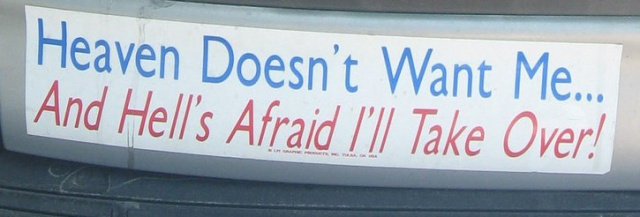 Heaven Doesn't Want Me...
And Hell's Afraid I'll Take Over!